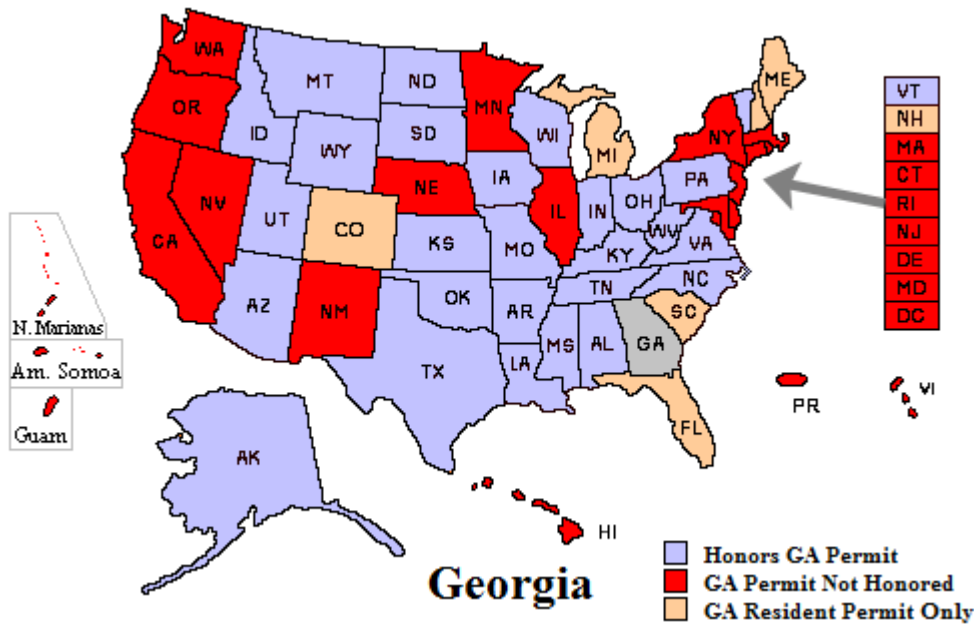 WA
MT
ND
MN
ME
VT
OR
ID
SD
WI
NH
NY
MA
WY
MI
CT
NE
IA
PA
RI
NV
UT
IL
IN
OH
NJ
CA
CO
KS
MO
WV
VA
DE
KY
MD
AZ
NM
OK
TN
NC
DC
AR
SC
N. Marianas
MS
AL
GA
TX
LA
Am. Somoa
PR
VI
Guam
FL
AK
HI
Georgia
Honors GA Permit
GA Permit Not Honored
GA Resident Permit Only